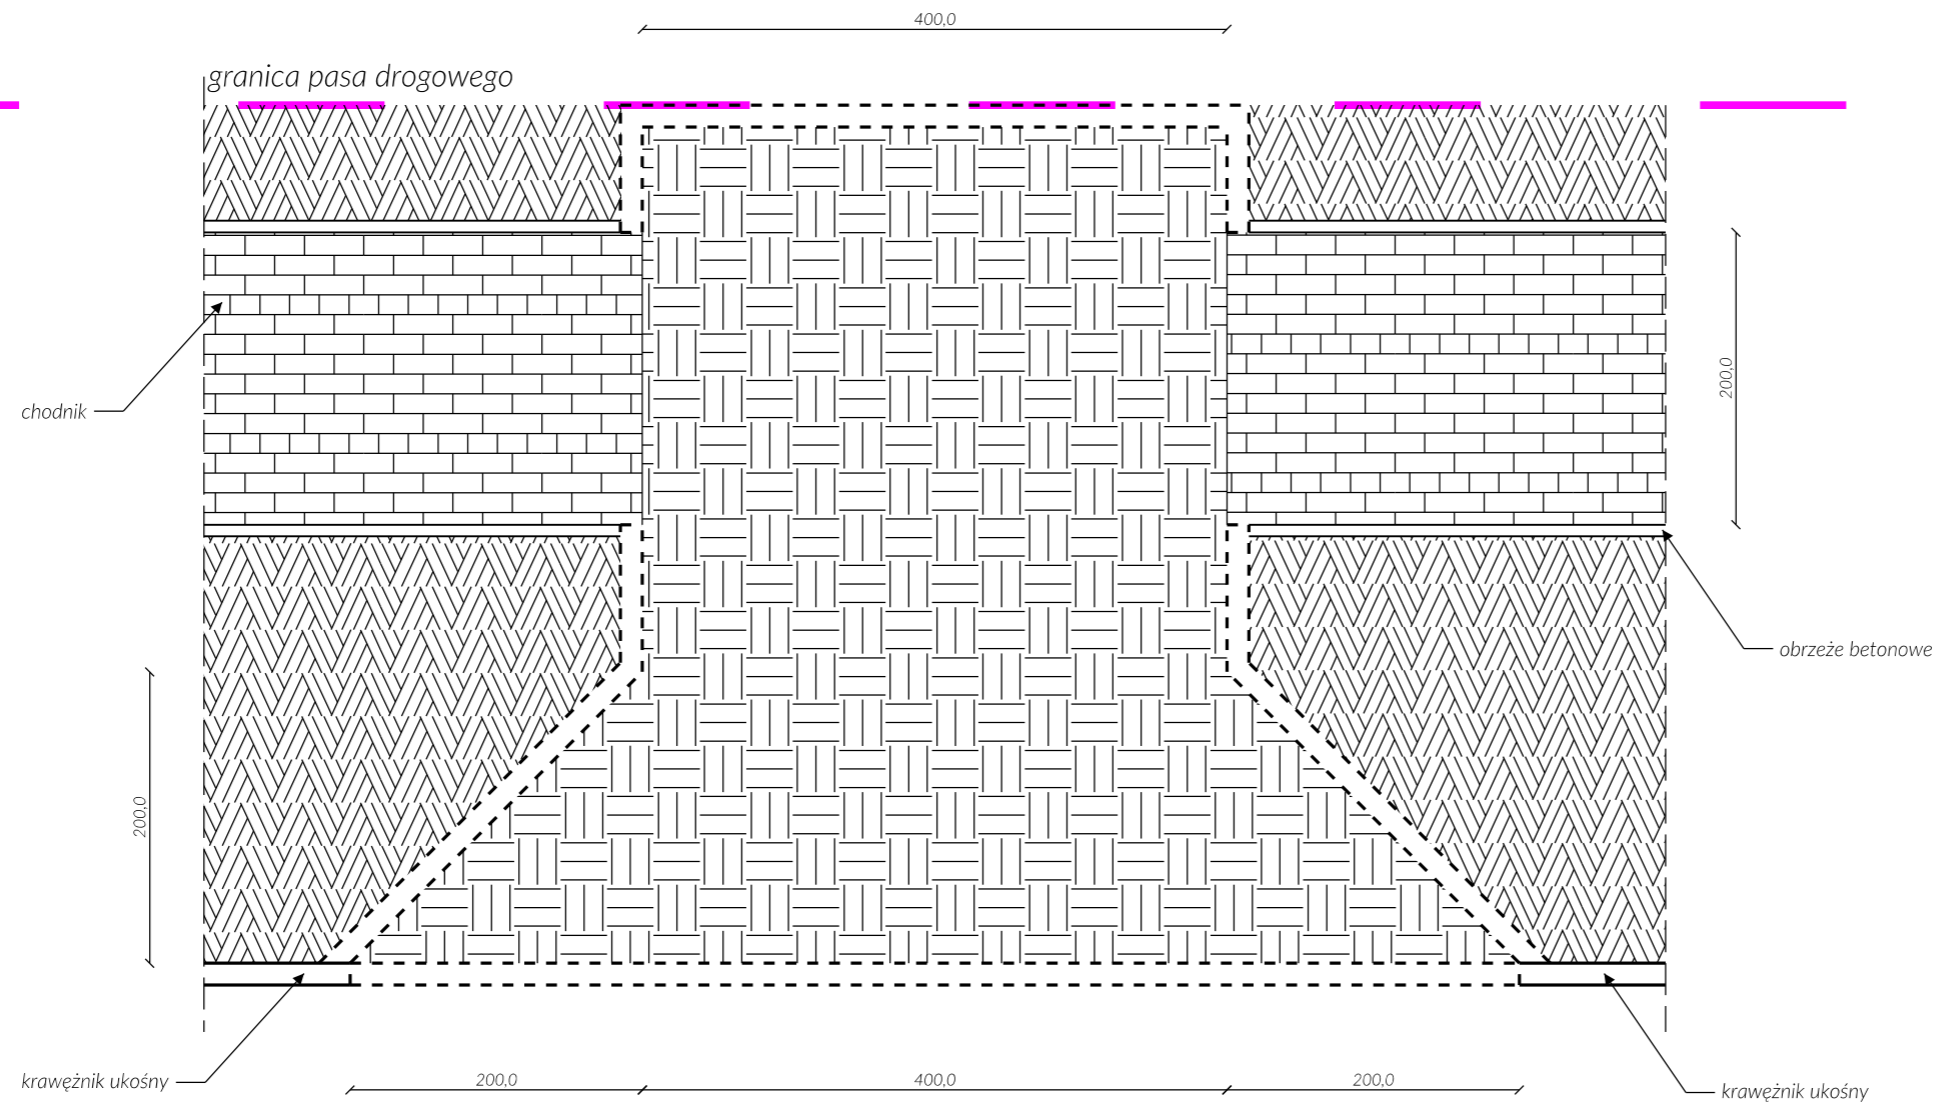 400,0
granica pasa drogowego
200,0
chodnik
obrzeże betonowe
200,0
krawężnik ukośny
200,0
400,0
200,0
krawężnik ukośny